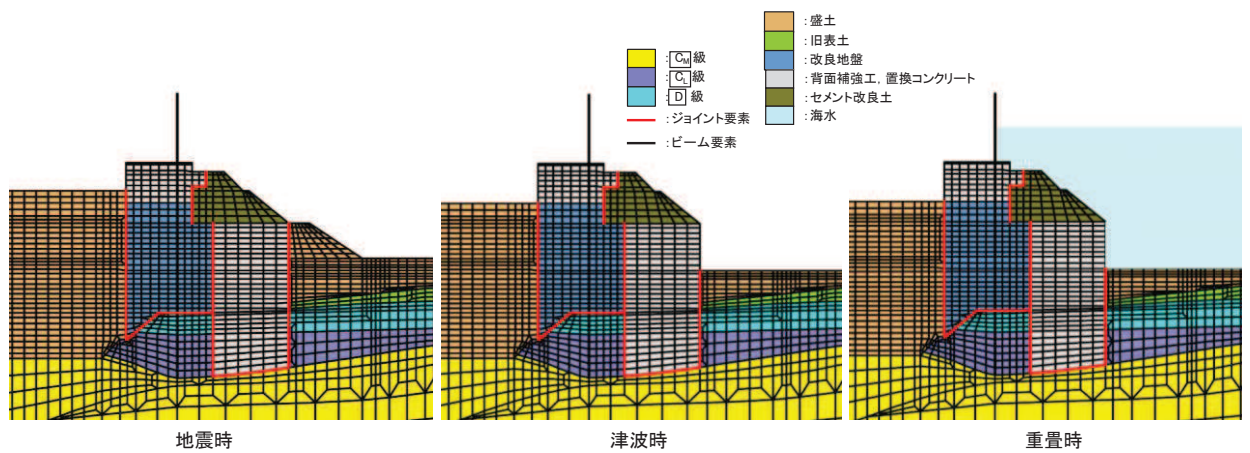 :C_M級
:C_L級
:D級
:ジョイント要素
:ビーム要素
:盛土
:旧表土
:改良地盤
:背面補強工, 置換コンクリート
:セメント改良土
:海水
地震時
津波時
重畳時